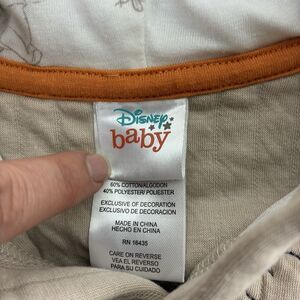 Disney
baby
60% COTTON/ALGODON
40% POLYESTER/ POLIESTER
EXCLUSIVE OF DECORATION
EXCLUSIVO DE DECORACION
MADE IN CHINA
HECHO EN CHINA
RN 16435
CARE ON REVERSE
VEA EL REVERSO
PARA SU CUIDADO